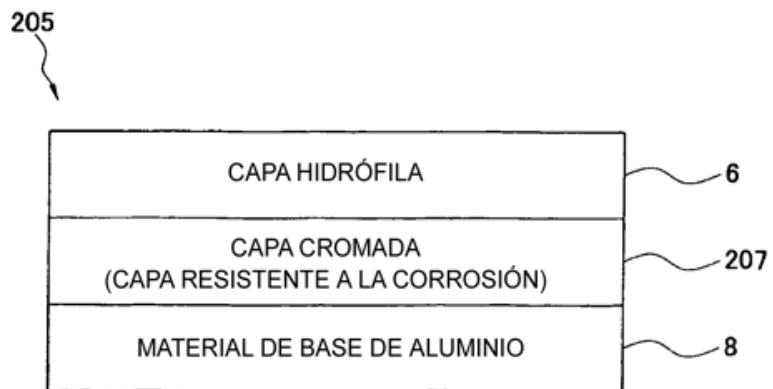 205
CAPA HIDRÓFILA
6
CAPA CROMADA
(CAPA RESISTENTE A LA CORROSIÓN)
207
MATERIAL DE BASE DE ALUMINIO
8